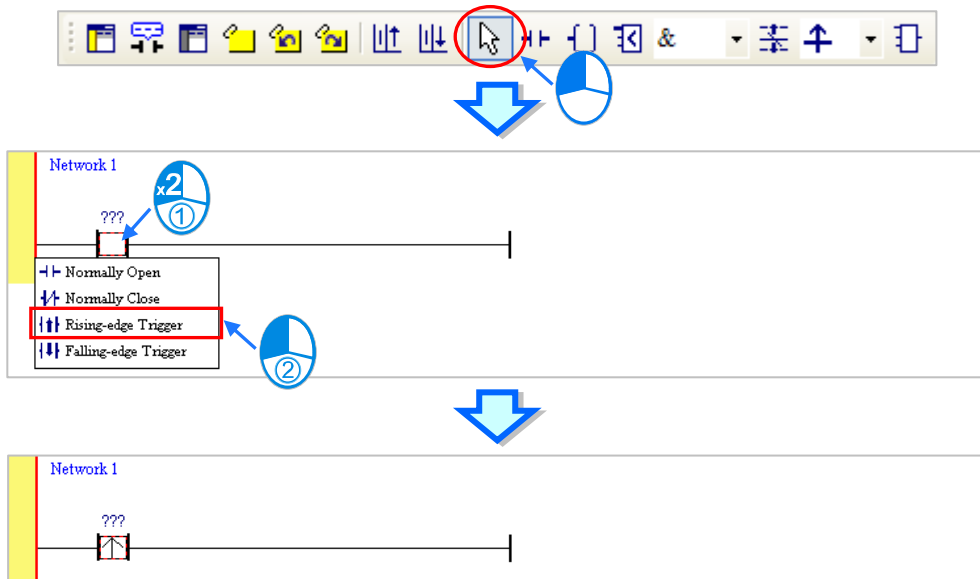 &
Network 1
x2
①
???
Normally Open
Normally Close
Rising-edge Trigger
Falling-edge Trigger
②
Network 1
???